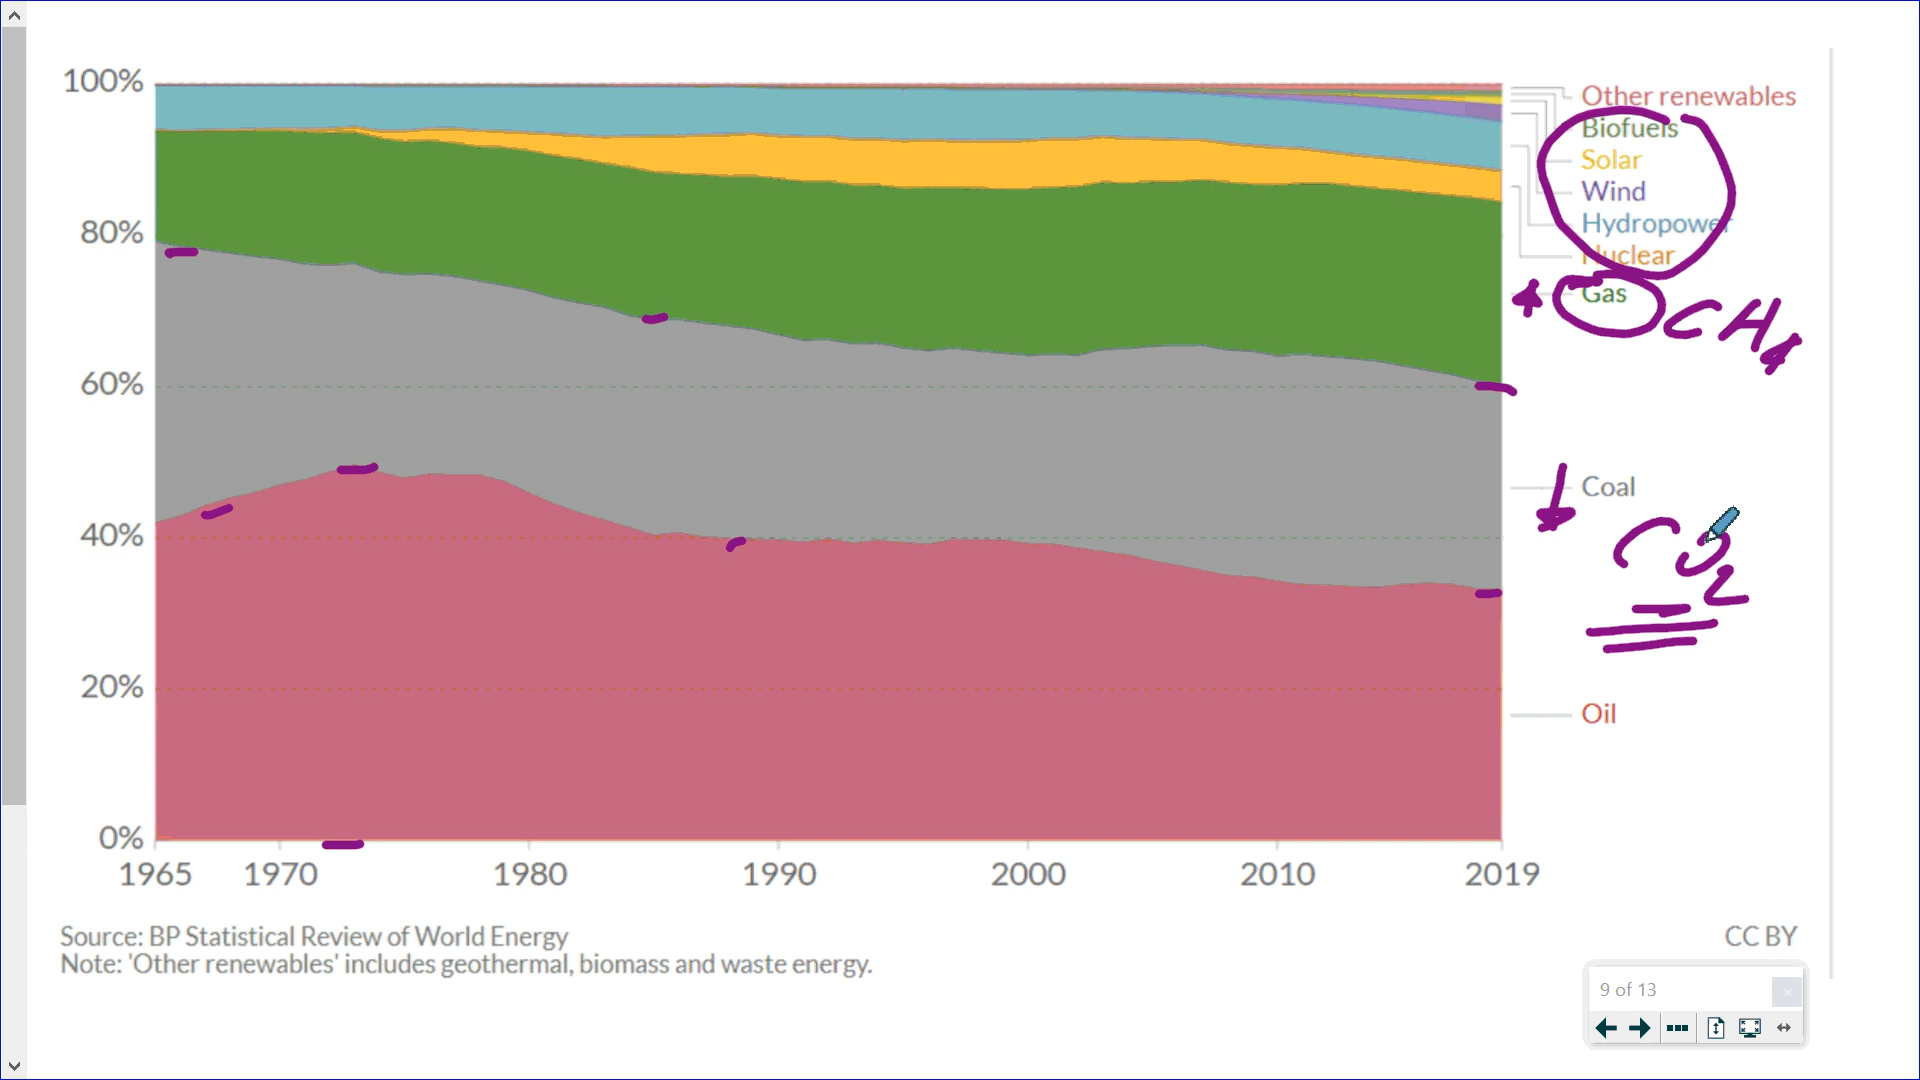 100%
80%
60%
40%
20%
0%
1965 1970 1980 1990 2000 2010 2019
Other renewables
Biofuels
Solar
Wind
Hydropower
Nuclear
Gas
CH4
Coal
CO2
Oil
Source: BP Statistical Review of World Energy
CC BY
Note: 'Other renewables' includes geothermal, biomass and waste energy.
9 of 13